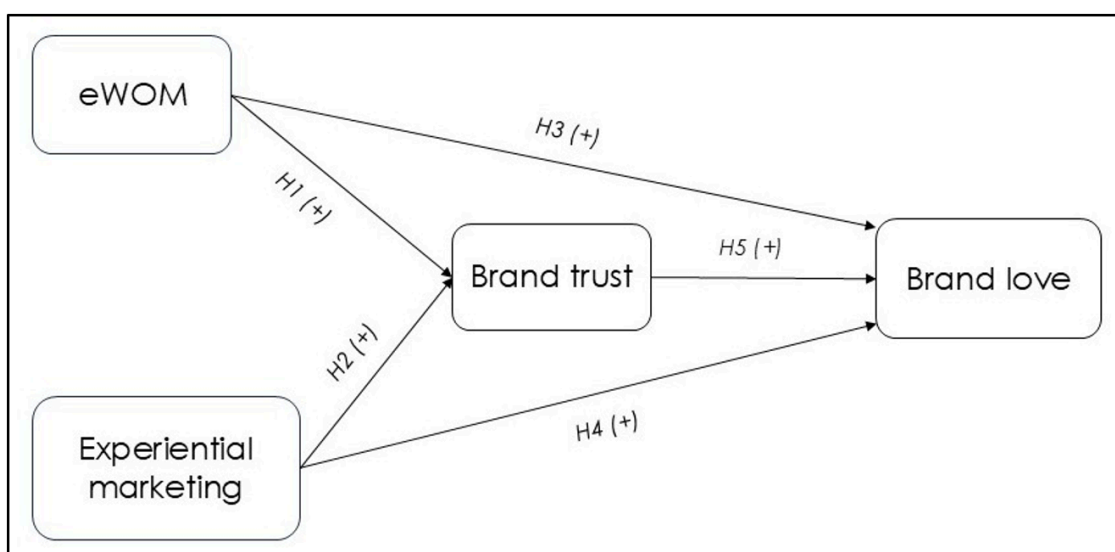 eWOM
H3 (+)
H1 (+)
Brand trust
H5 (+)
Brand love
H2 (+)
H4 (+)
Experiential
marketing